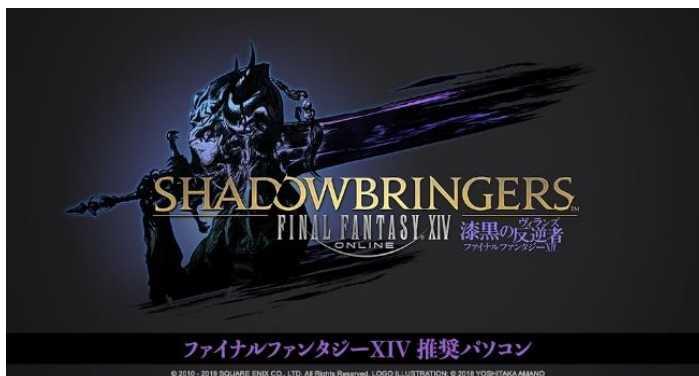 SHADOWBRINGERS™
FINAL FANTASY® XIV
ONLINE
ヴィランズ
漆黒の反逆者
ファイナルファンタジーXIV
ファイナルファンタジーXIV 推奨パソコン
© 2010 - 2019 SQUARE ENIX CO., LTD. All Rights Reserved. LOGO ILLUSTRATION: © 2018 YOSHITAKA AMANO